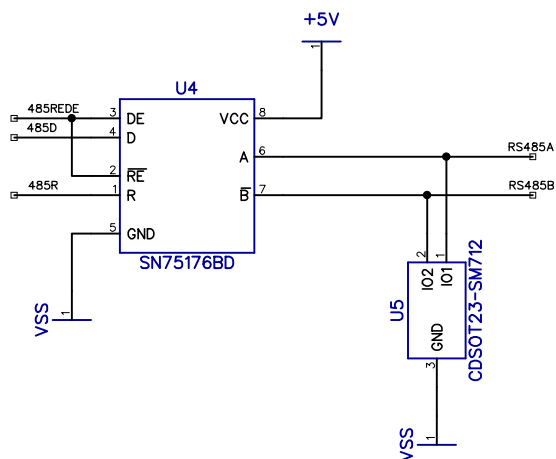 +5V
1
U4
485REDE
3
DE
VCC
8
485D
4
D
A
6
RS485A
2
RE
B
7
RS485B
485R
1
R
5
GND
SN75176BD
1
VSS
2
1
IO2
IO1
U5
GND
CDSOT23-SM712
3
1
VSS